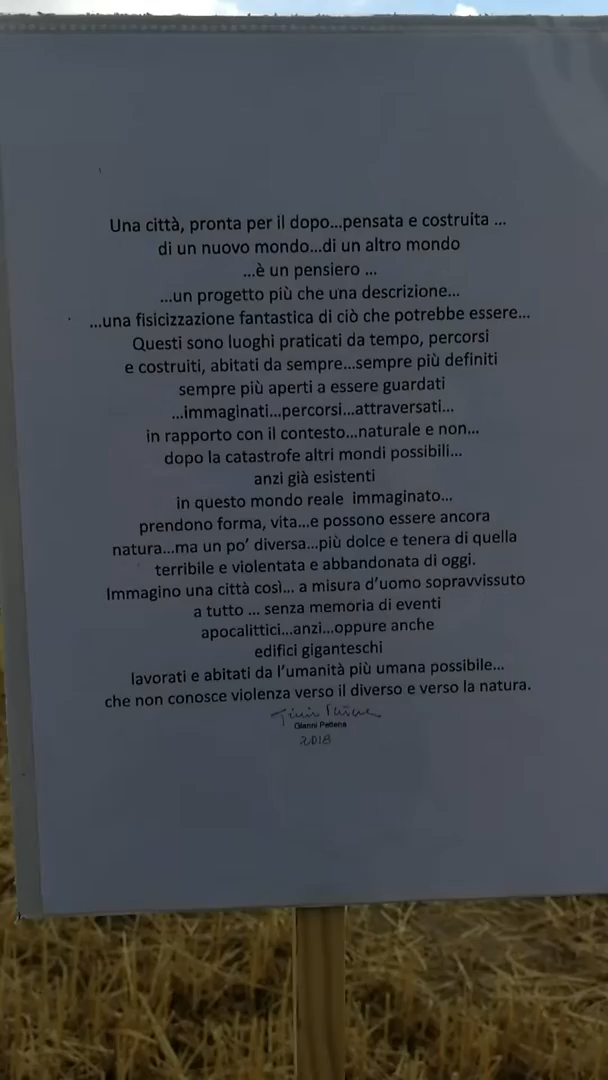 Una città, pronta per il dopo...pensata e costruita ...
di un nuovo mondo...di un altro mondo
...è un pensiero ...
...un progetto più che una descrizione...
...una fisicizzazione fantastica di ciò che potrebbe essere...
Questi sono luoghi praticati da tempo, percorsi
e costruiti, abitati da sempre...sempre più definiti
sempre più aperti a essere guardati
...immaginati...percorsi...attraversati...
in rapporto con il contesto...naturale e non...
dopo la catastrofe altri mondi possibili...
anzi già esistenti
in questo mondo reale immaginato...
prendono forma, vita...e possono essere ancora
natura...ma un po' diversa...più dolce e tenera di quella
terribile e violentata e abbandonata di oggi.
Immagino una città così... a misura d'uomo sopravvissuto
a tutto ... senza memoria di eventi
apocalittici...anzi...oppure anche
edifici giganteschi
lavorati e abitati da l'umanità più umana possibile...
che non conosce violenza verso il diverso e verso la natura.
Gianni Pettena
2018